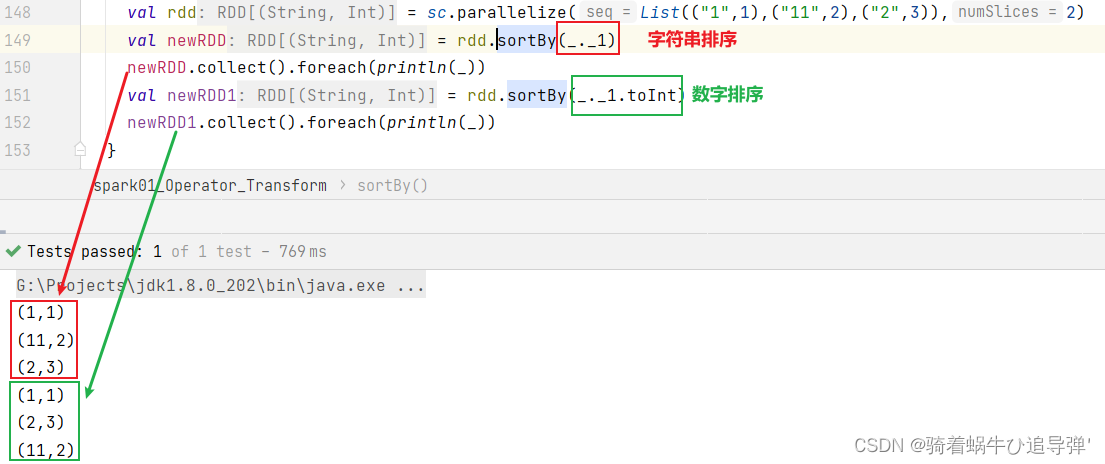 148 val rdd: RDD[(String, Int)] = sc.parallelize( seq = List(("1",1),("11",2),("2",3)), numSlices = 2)
149 val newRDD: RDD[(String, Int)] = rdd.sortBy(_._1) 字符串排序
150 newRDD.collect().foreach(println(_))
151 val newRDD1: RDD[(String, Int)] = rdd.sortBy(_._1.toInt) 数字排序
152 newRDD1.collect().foreach(println(_))
153 }
spark01_Operator_Transform › sortBy()
Tests passed: 1 of 1 test – 769 ms
G:\Projects\jdk1.8.0_202\bin\java.exe ...
(1,1)
(11,2)
(2,3)
(1,1)
(2,3)
(11,2)
CSDN @骑着蜗牛ひ追导弹'